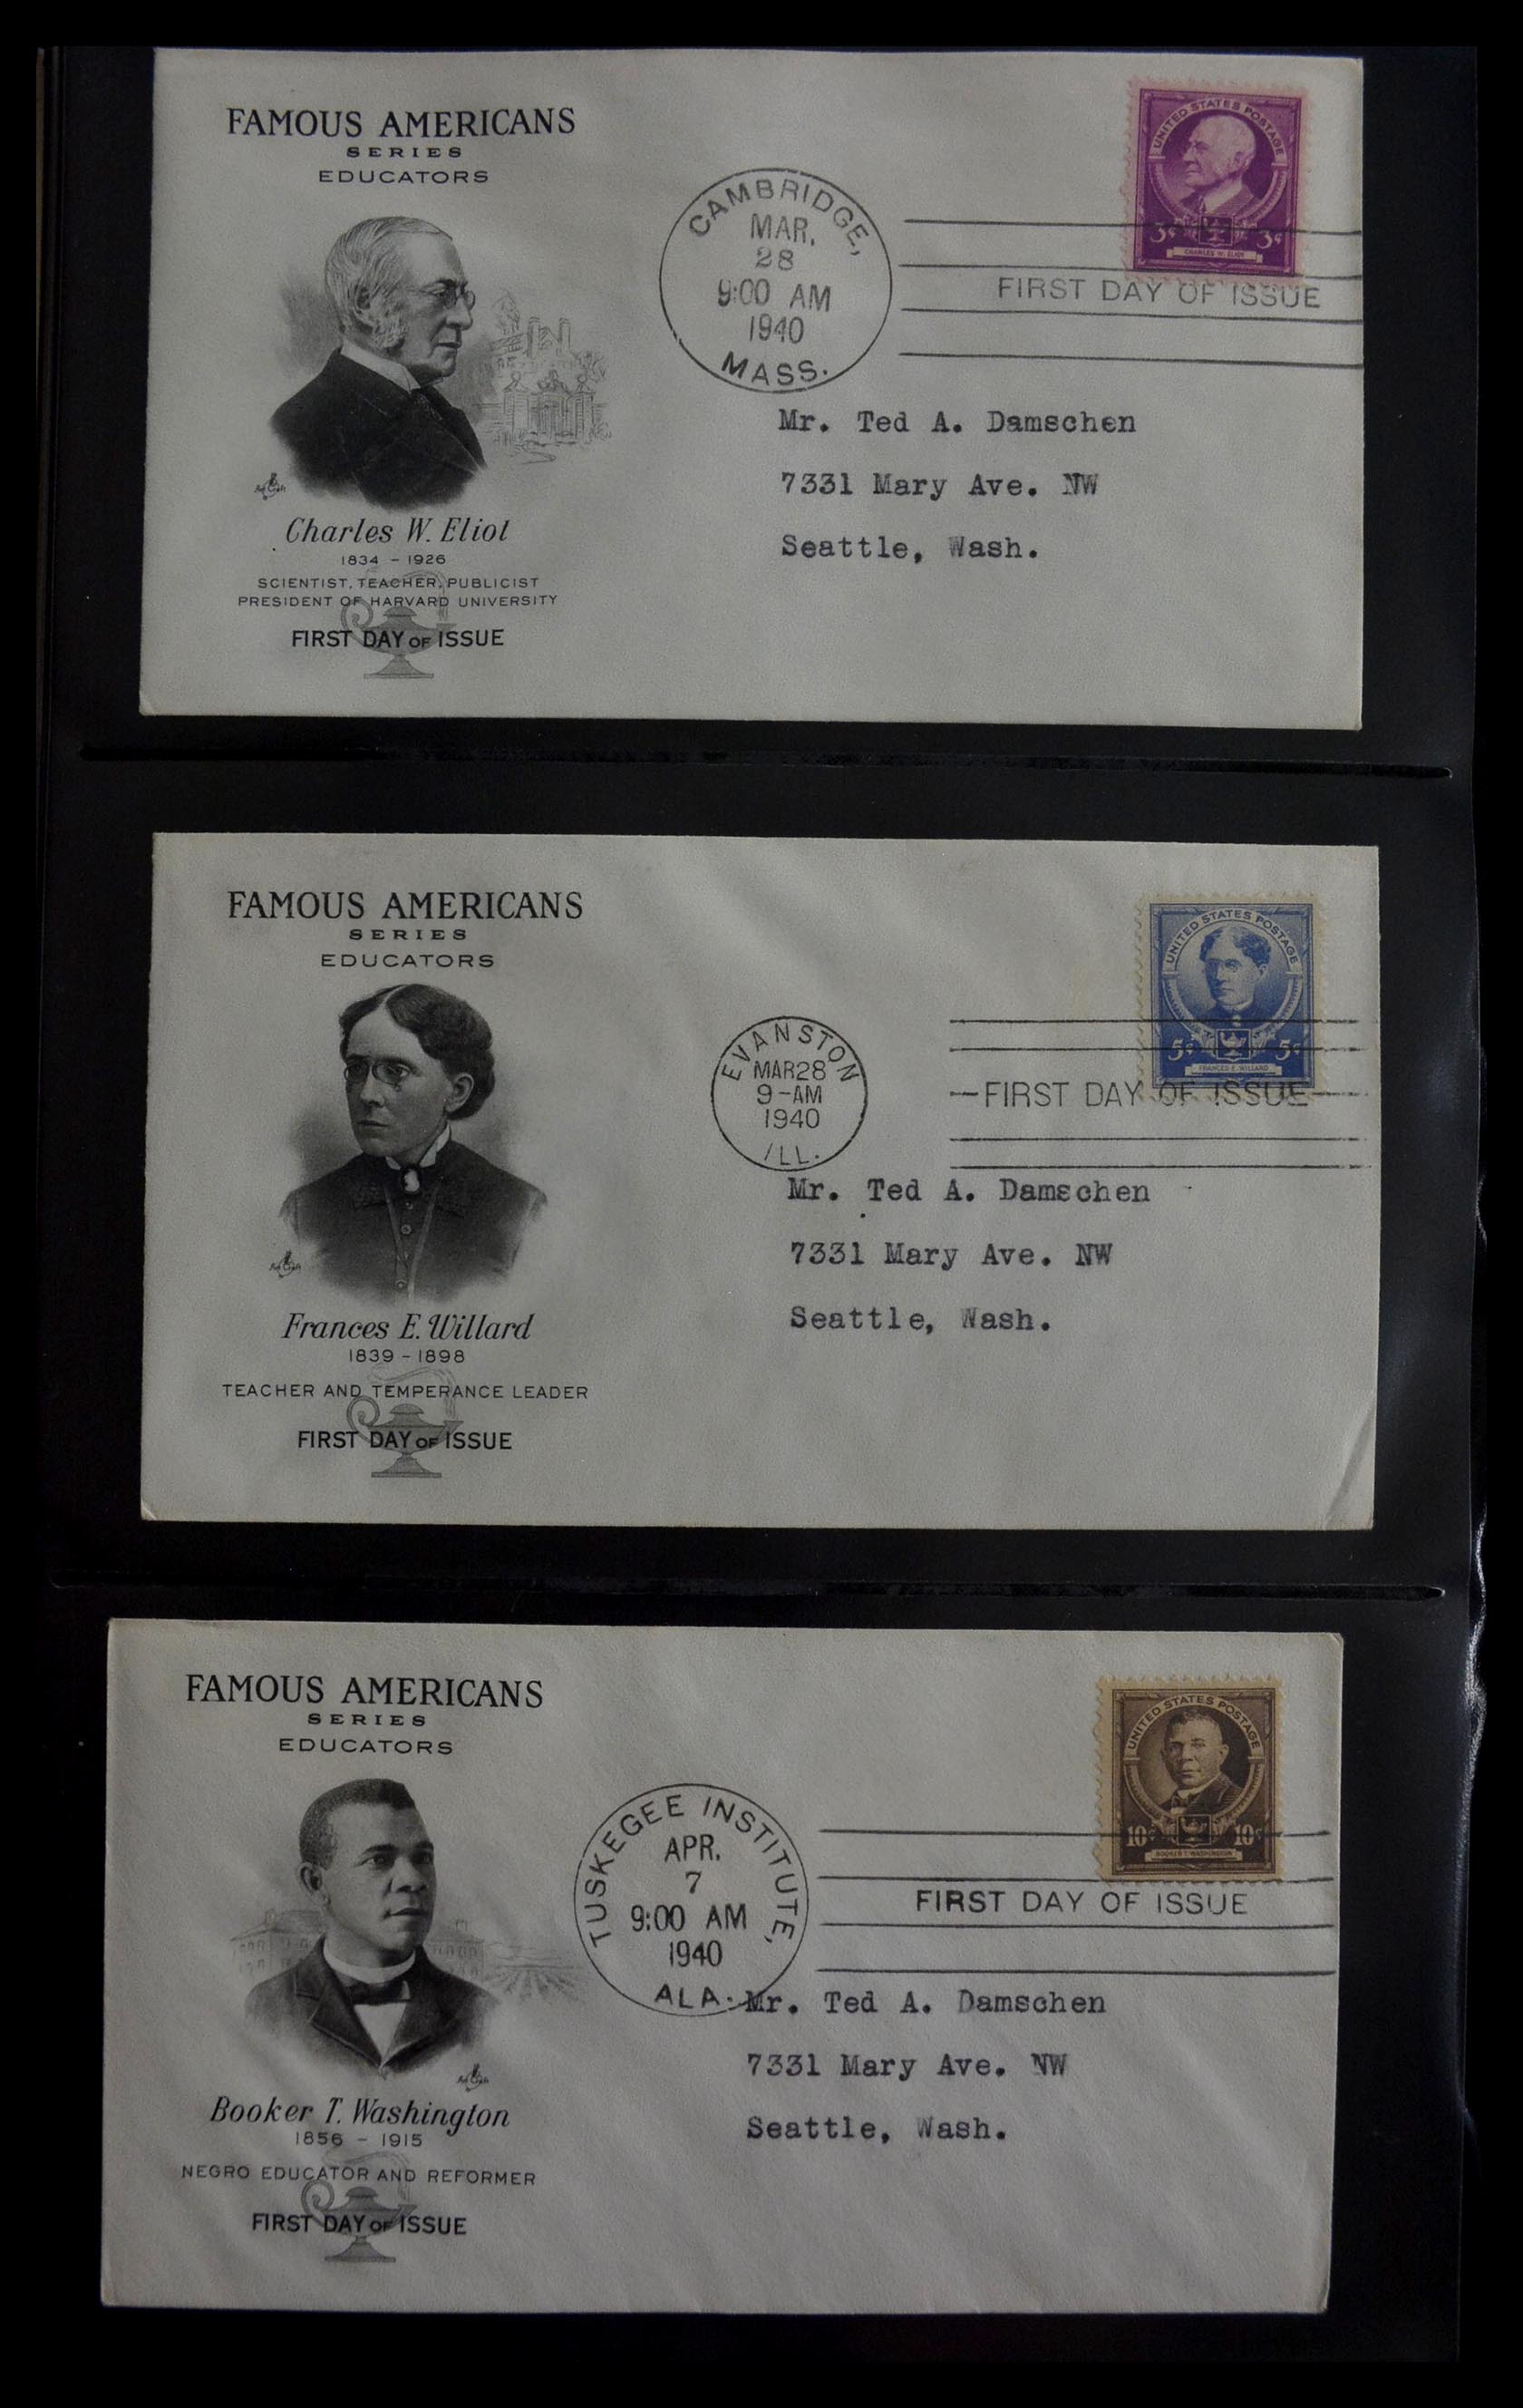 FAMOUS AMERICANS
SERIES
EDUCATORS
UNITED STATES POSTAGE
3¢ 3¢
CHARLES W. ELIOT
CAMBRIDGE,
MAR.
28
9:00 AM
1940
MASS.
FIRST DAY OF ISSUE
Mr. Ted A. Damschen
7331 Mary Ave. NW
Seattle, Wash.
Art Craft
Charles W. Eliot
1834 - 1926
SCIENTIST, TEACHER, PUBLICIST
PRESIDENT OF HARVARD UNIVERSITY
FIRST DAY OF ISSUE
FAMOUS AMERICANS
SERIES
EDUCATORS
UNITED STATES POSTAGE
5¢ 5¢
FRANCES E. WILLARD
EVANSTON
MAR28
9-AM
1940
ILL.
FIRST DAY OF ISSUE
Mr. Ted A. Damschen
7331 Mary Ave. NW
Seattle, Wash.
Art Craft
Frances E. Willard
1839 - 1898
TEACHER AND TEMPERANCE LEADER
FIRST DAY OF ISSUE
FAMOUS AMERICANS
SERIES
EDUCATORS
UNITED STATES POSTAGE
10¢ 10¢
BOOKER T. WASHINGTON
TUSKEGEE INSTITUTE,
APR.
7
9:00 AM
1940
ALA.
FIRST DAY OF ISSUE
Mr. Ted A. Damschen
7331 Mary Ave. NW
Seattle, Wash.
Art Craft
Booker T. Washington
1856 - 1915
NEGRO EDUCATOR AND REFORMER
FIRST DAY OF ISSUE